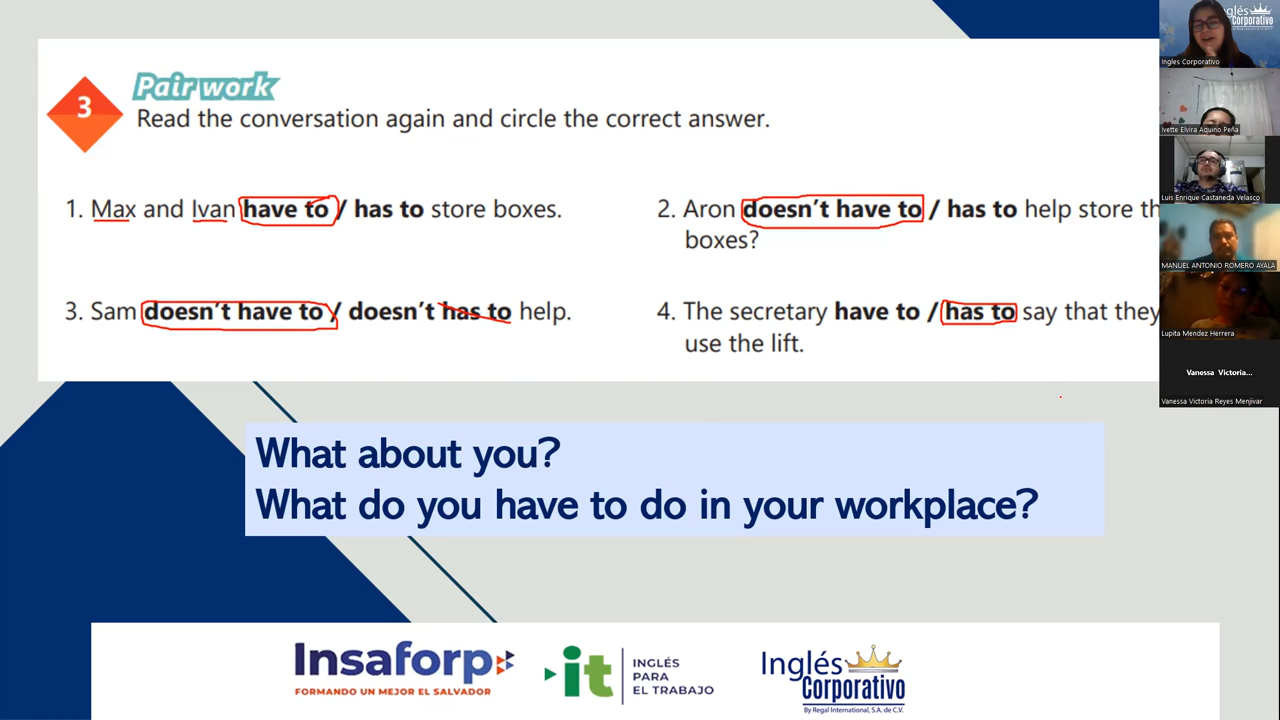 3
Pair work
Read the conversation again and circle the correct answer.
1. Max and Ivan have to / has to store boxes.
2. Aron doesn't have to / has to help store th
boxes?
3. Sam doesn't have to / doesn't has to help.
4. The secretary have to / has to say that they
use the lift.
What about you?
What do you have to do in your workplace?
Insaforp
FORMANDO UN MEJOR EL SALVADOR
it
INGLÉS
PARA
EL TRABAJO
Inglés
Corporativo
By Regal International, S.A. de C.V.
Inglés
Corporativo
Ingles Corporativo
Ivette Elvira Aquino Peña
Luis Enrique Castaneda Velasco
MANUEL ANTONIO ROMERO AYALA
Lupita Mendez Herrera
Vanessa Victoria...
Vanessa Victoria Reyes Menjivar